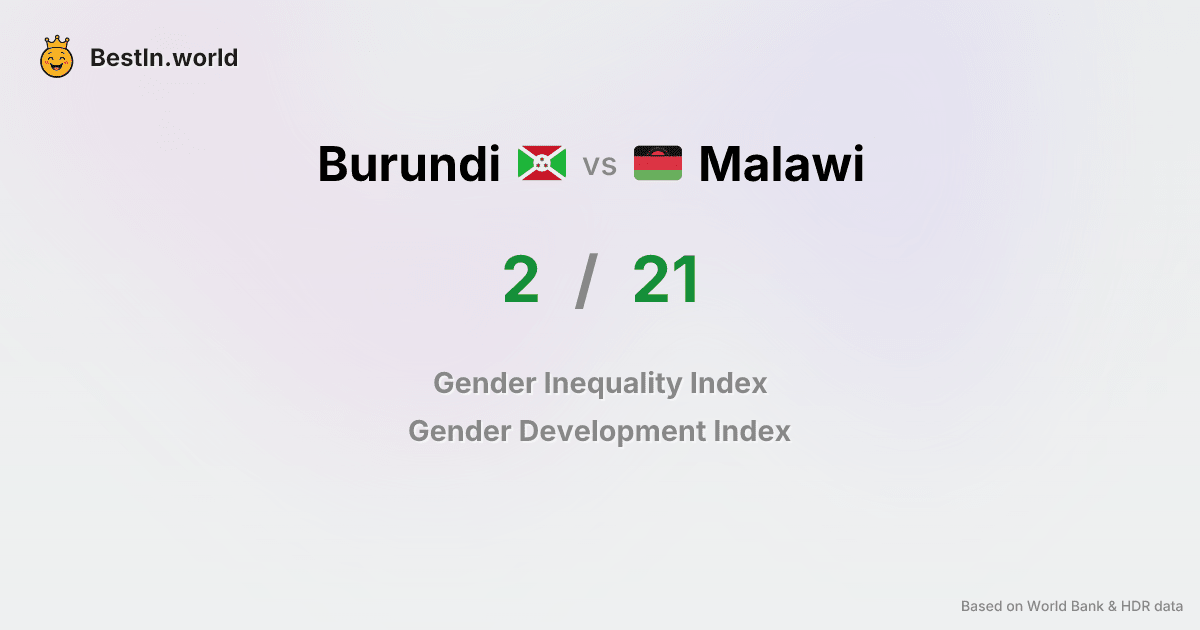 BestIn.world
Burundi vs Malawi
2 / 21
Gender Inequality Index
Gender Development Index
Based on World Bank & HDR data